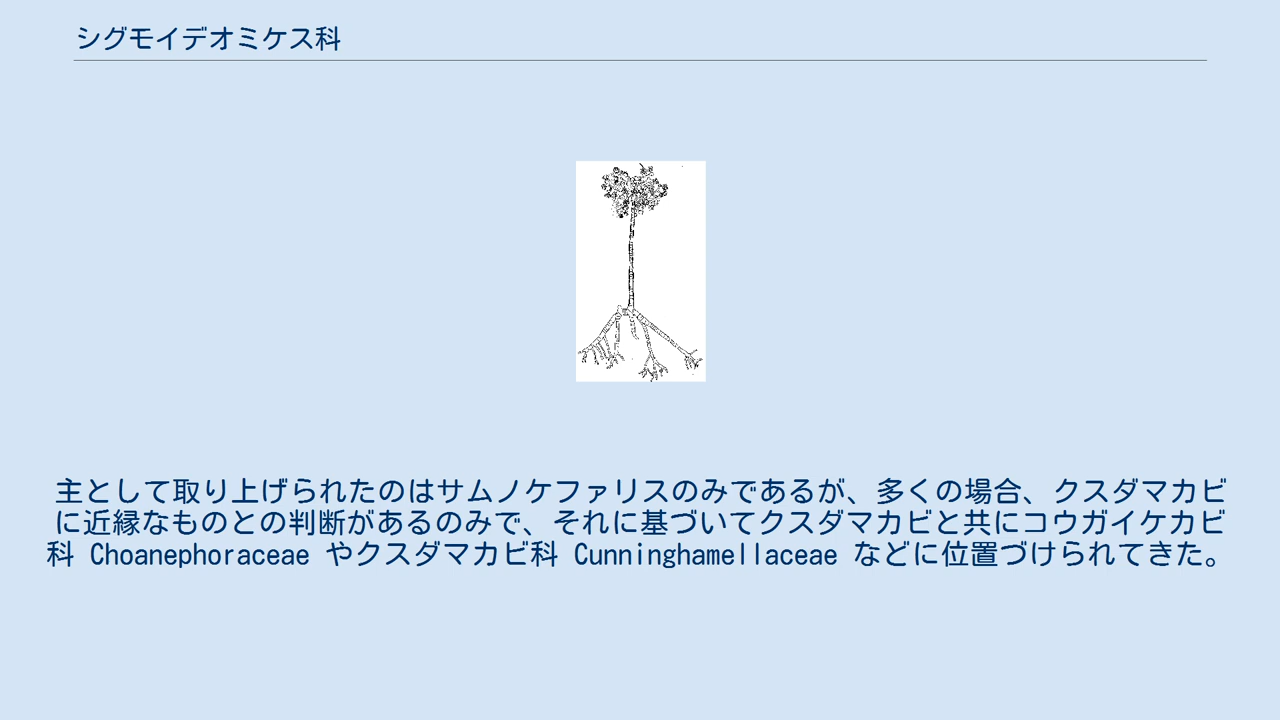 シグモイデオミケス科
主として取り上げられたのはサムノケファリスのみであるが、多くの場合、クスダマカビ
に近縁なものとの判断があるのみで、それに基づいてクスダマカビと共にコウガイケカビ
科 Choanephoraceae やクスダマカビ科 Cunninghamellaceae などに位置づけられてきた。